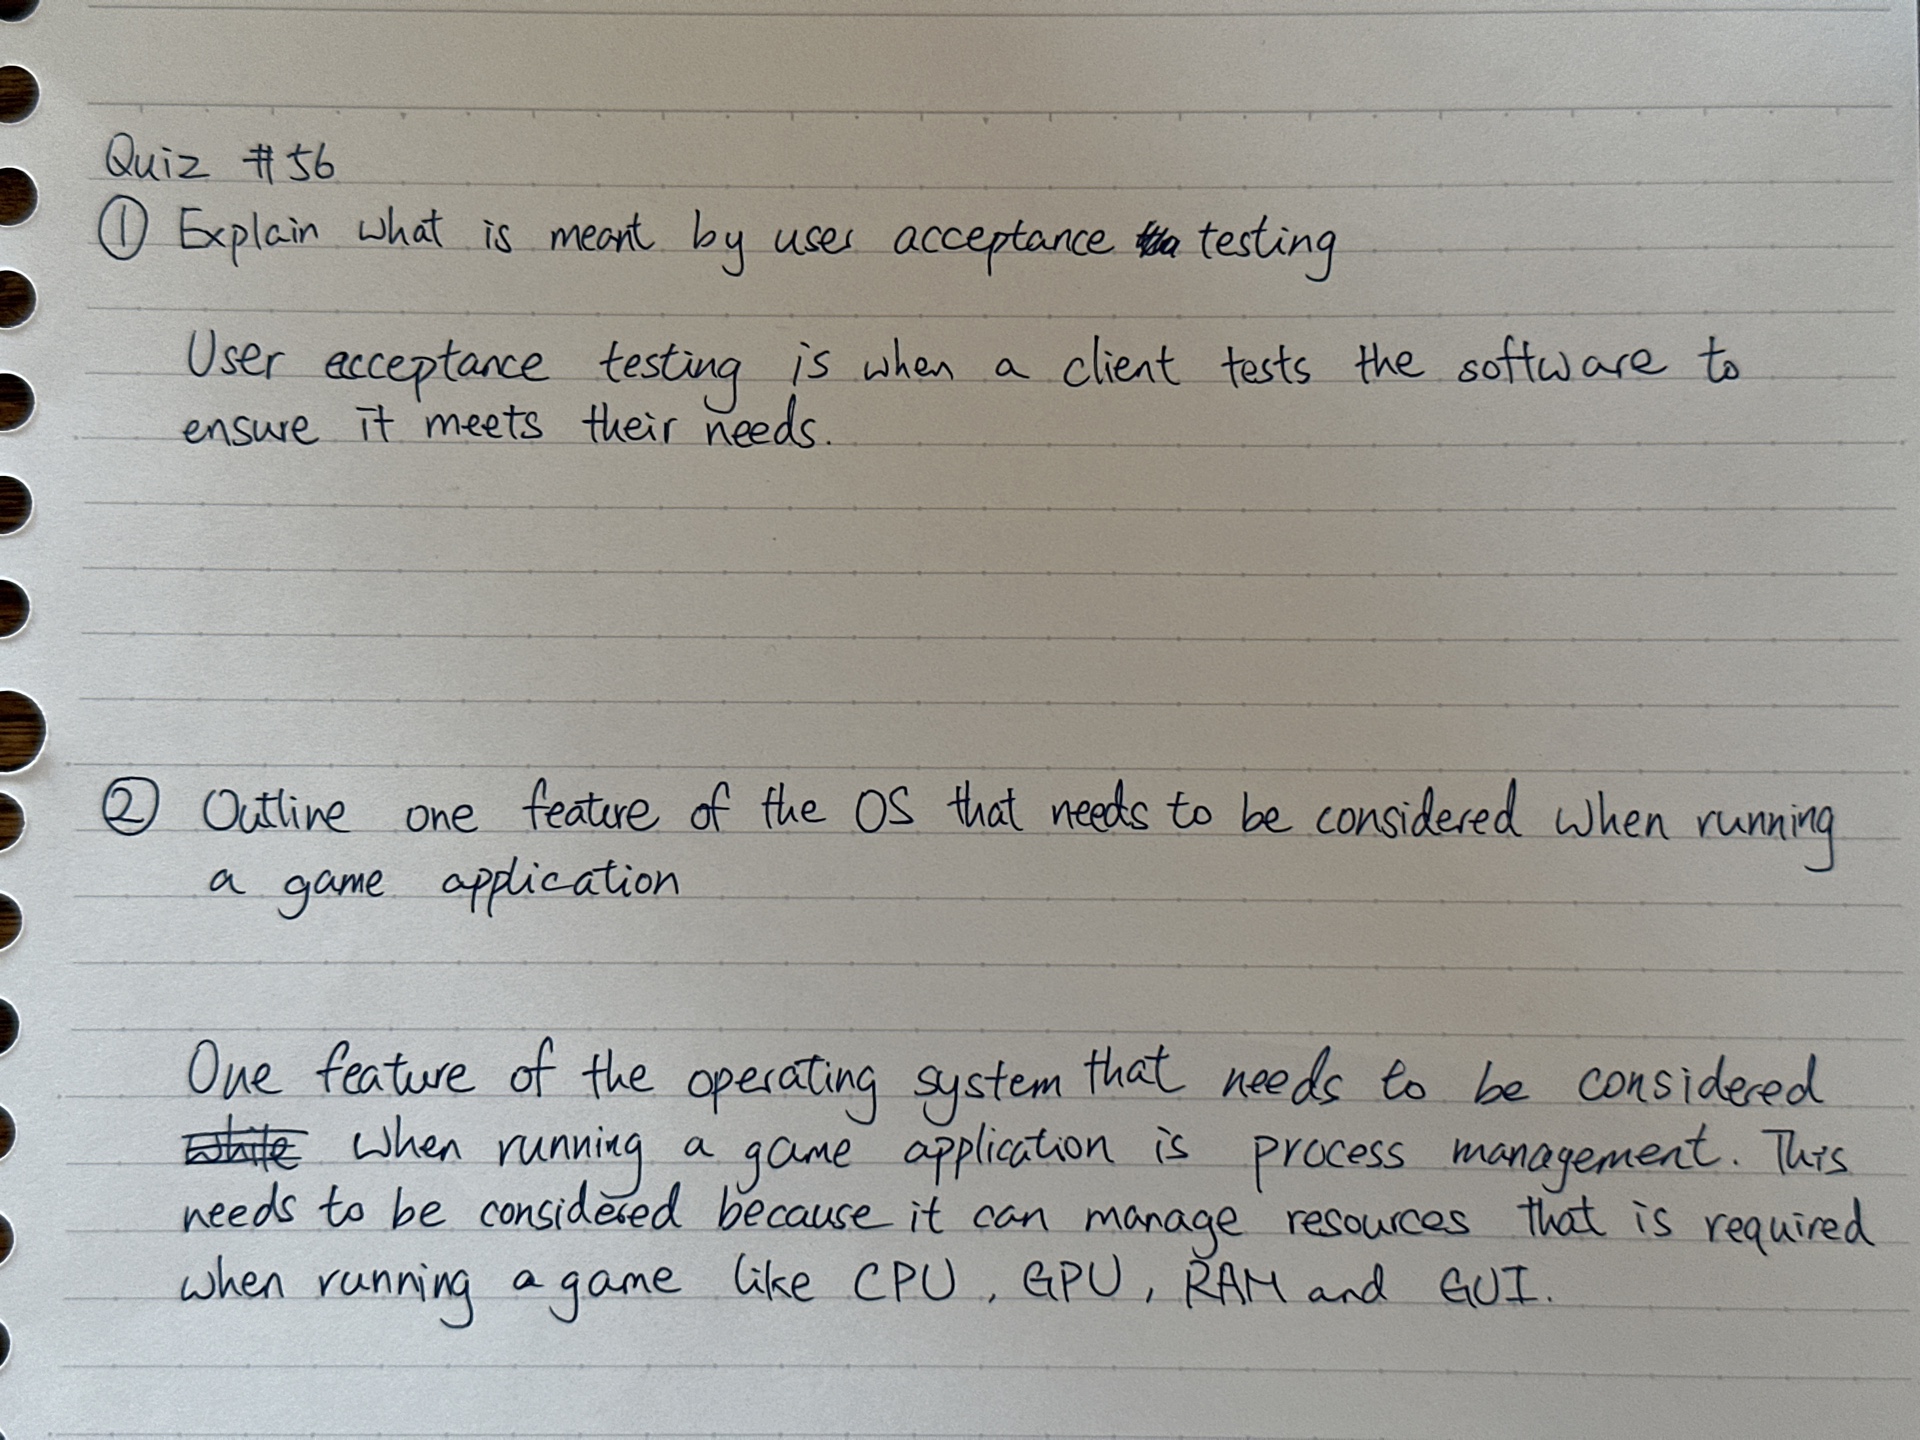 Quiz #56
① Explain what is meant by user acceptance testing
User acceptance testing is when a client tests the software to
ensure it meets their needs.
② Outline one feature of the OS that needs to be considered when running
a game application
One feature of the operating system that needs to be considered
while when running a game application is process management. This
needs to be considered because it can manage resources that is required
when running a game like CPU, GPU, RAM and GUI.